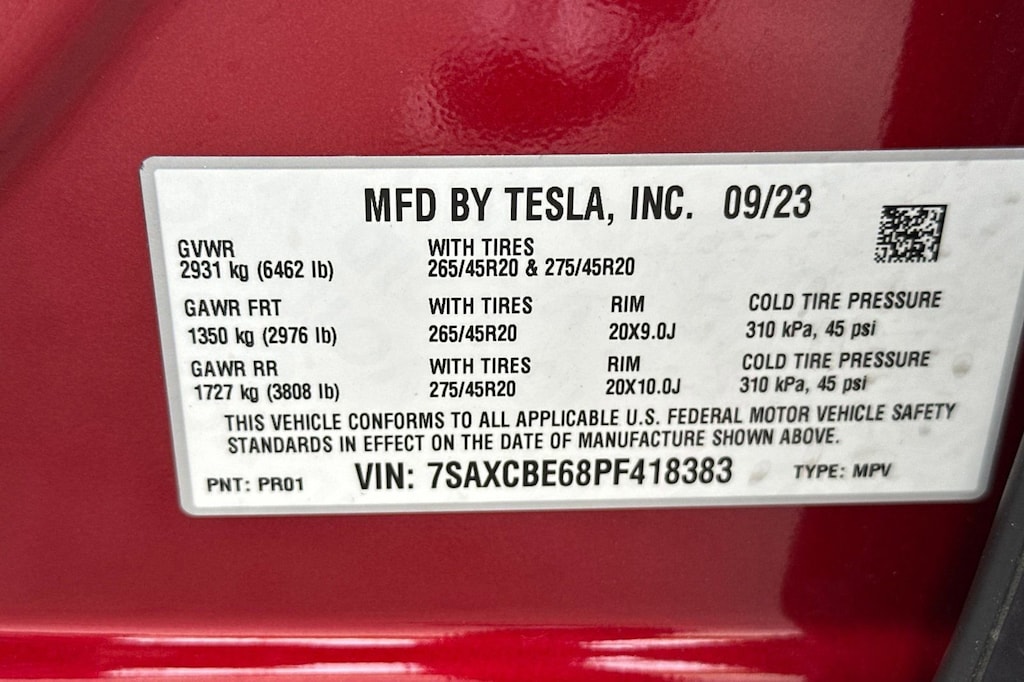 MFD BY TESLA, INC. 09/23
GVWR WITH TIRES
2931 kg (6462 lb) 265/45R20 & 275/45R20
GAWR FRT WITH TIRES RIM COLD TIRE PRESSURE
1350 kg (2976 lb) 265/45R20 20X9.0J 310 kPa, 45 psi
GAWR RR WITH TIRES RIM COLD TIRE PRESSURE
1727 kg (3808 lb) 275/45R20 20X10.0J 310 kPa, 45 psi
THIS VEHICLE CONFORMS TO ALL APPLICABLE U.S. FEDERAL MOTOR VEHICLE SAFETY
STANDARDS IN EFFECT ON THE DATE OF MANUFACTURE SHOWN ABOVE.
PNT: PR01 VIN: 7SAXCBE68PF418383 TYPE: MPV